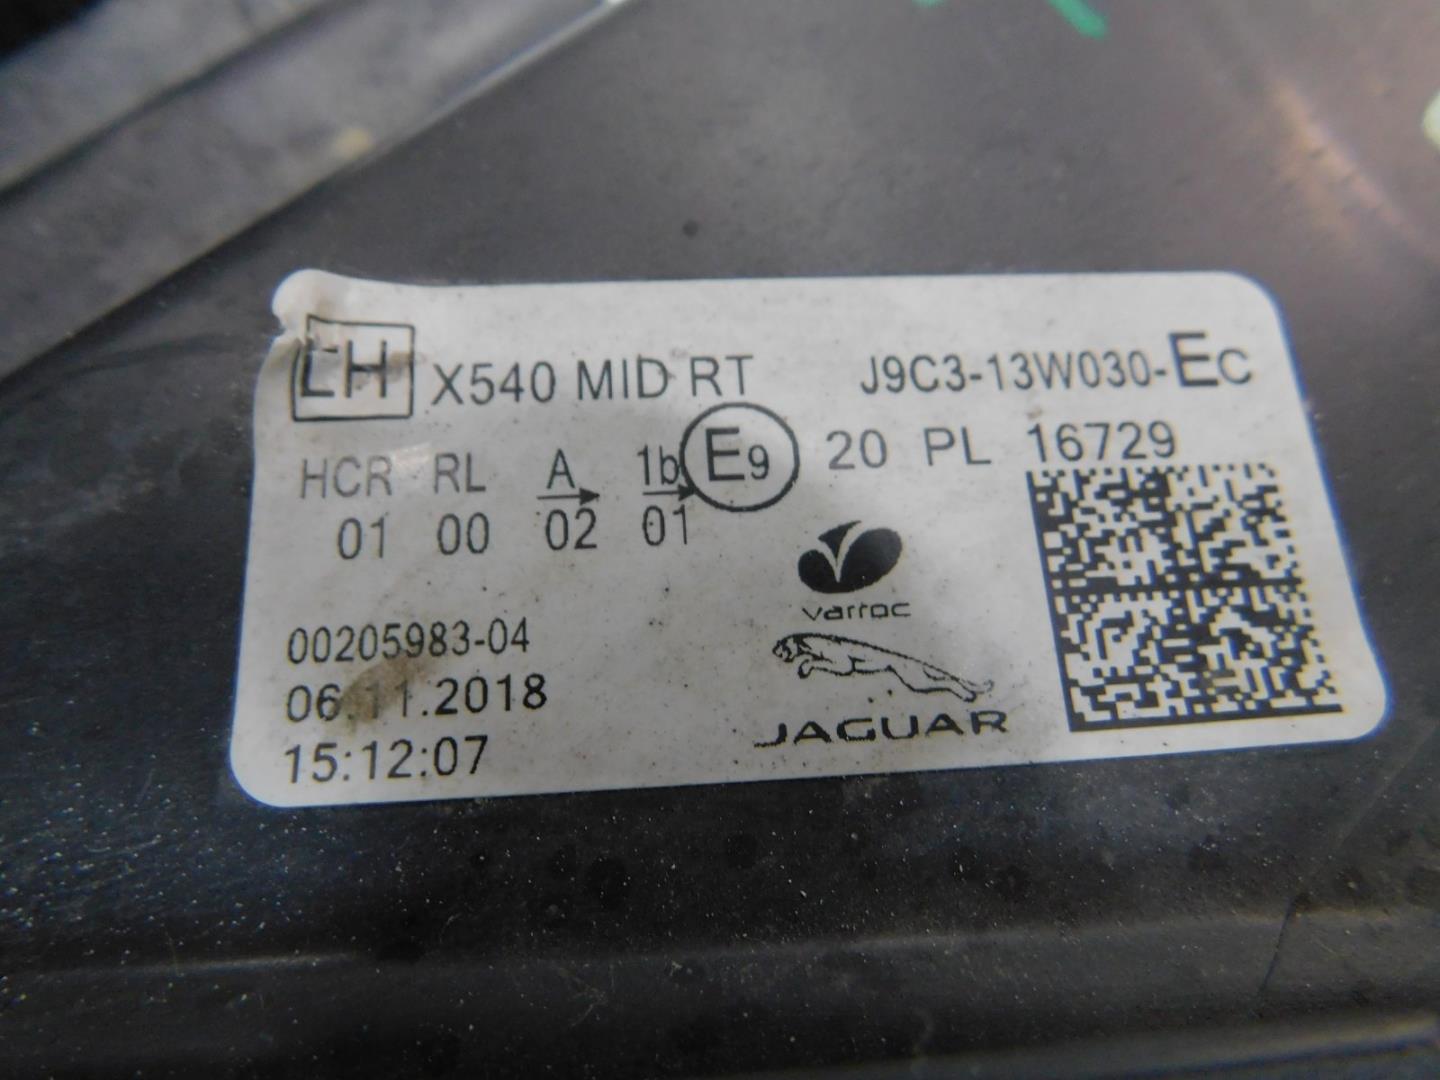 LH X540 MID RT J9C3-13W030-EC
HCR RL A 1b E9 20 PL 16729
01 00 02 01
varroc
00205983-04
06.11.2018
JAGUAR
15:12:07